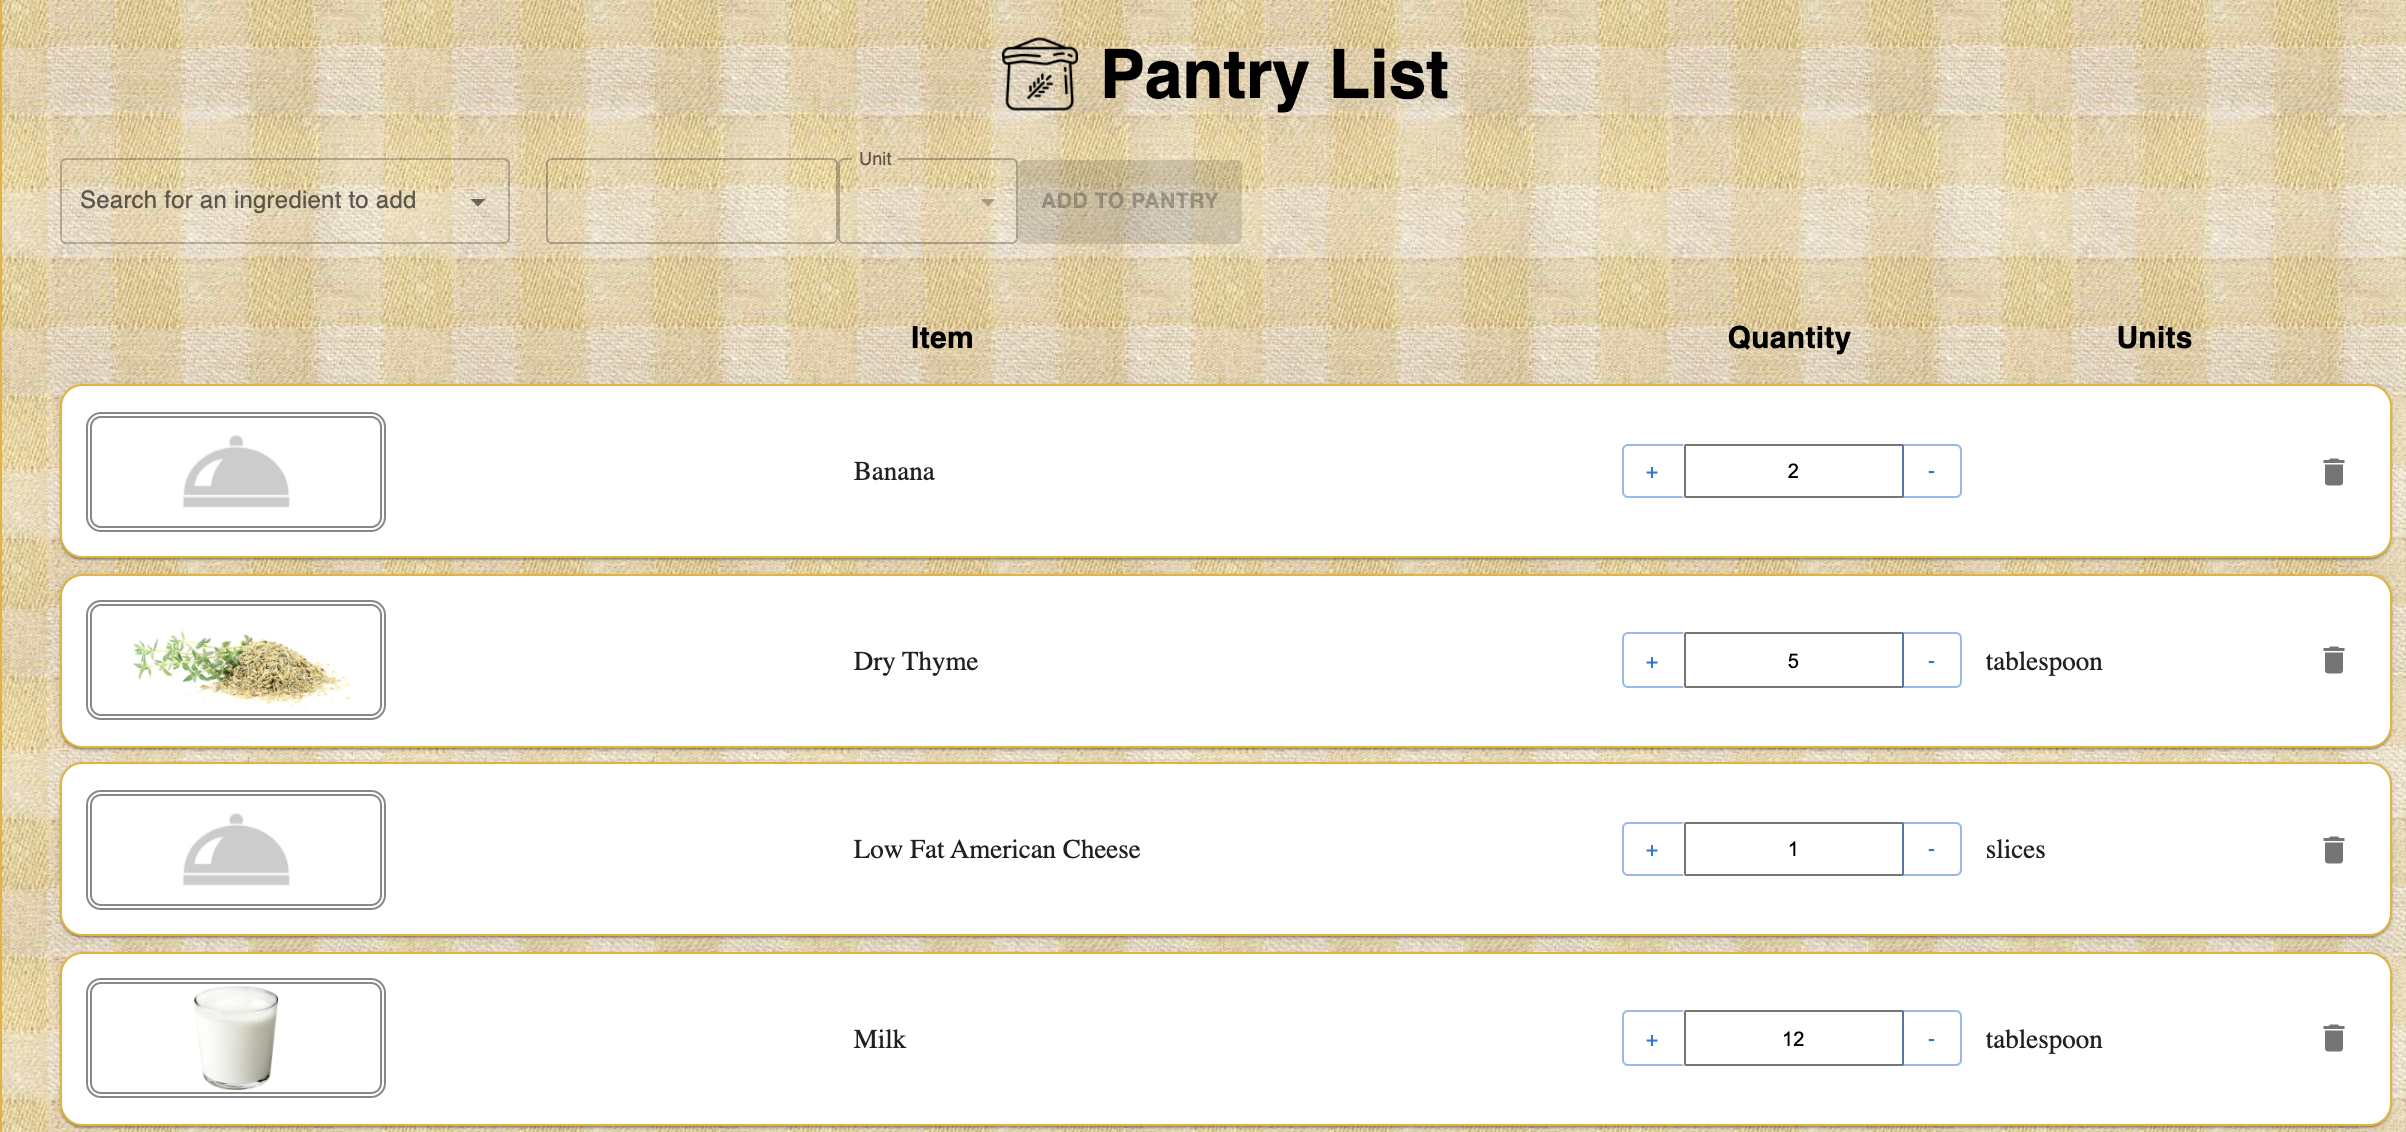 Pantry List
Search for an ingredient to add
Unit
ADD TO PANTRY
Item Quantity Units
Banana + 2 -
Dry Thyme + 5 - tablespoon
Low Fat American Cheese + 1 - slices
Milk + 12 - tablespoon